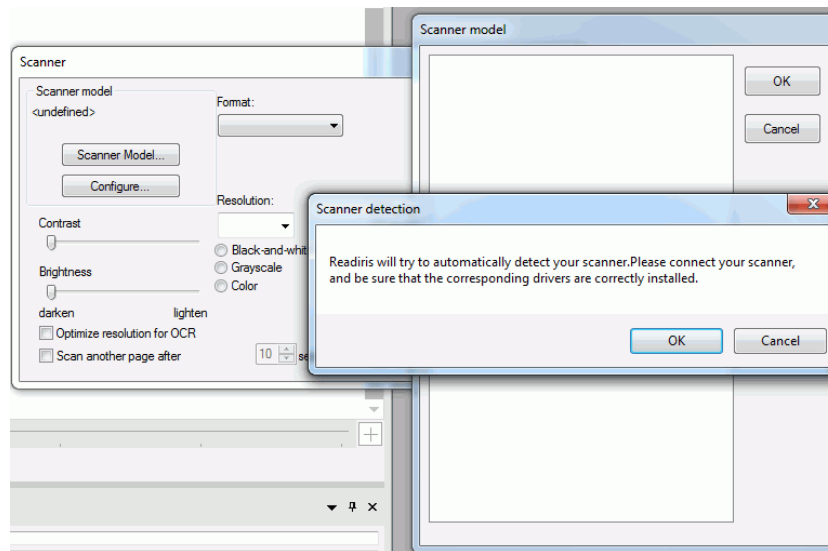 Scanner
Scanner model
<undefined>
Scanner Model...
Configure...
Format:
Resolution:
Contrast
Brightness
darken lighten
Black-and-whit
Grayscale
Color
Optimize resolution for OCR
Scan another page after 10 se
Scanner model
OK
Cancel
Scanner detection
Readiris will try to automatically detect your scanner.Please connect your scanner,
and be sure that the corresponding drivers are correctly installed.
OK Cancel